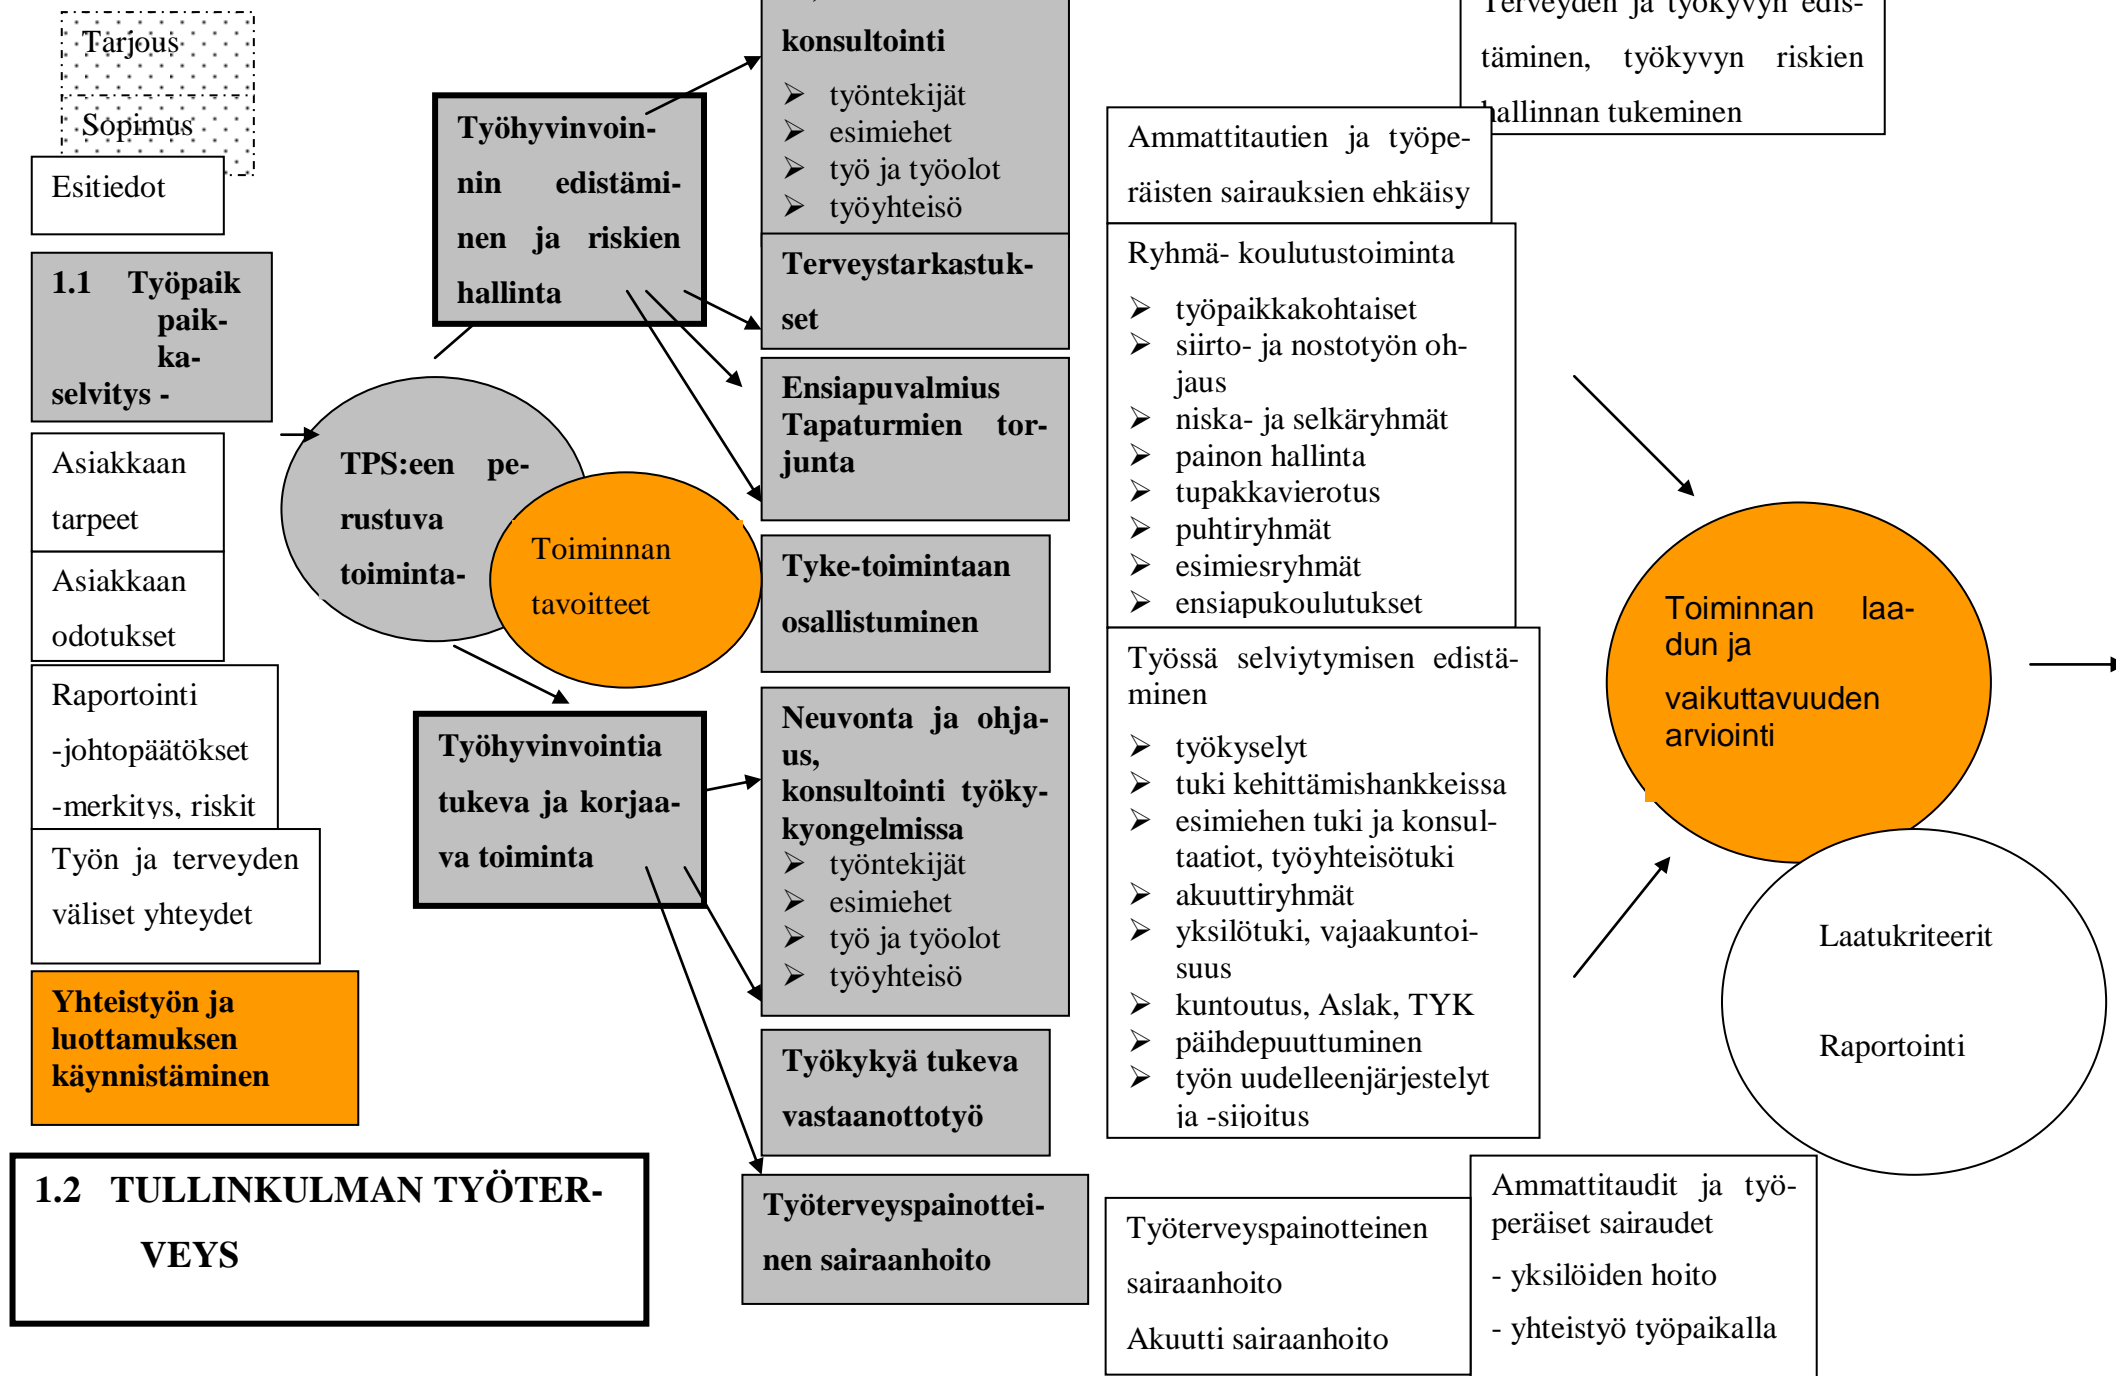 Tarjous
Sopimus
Esitiedot
1.1 Työpaik
paik-
ka-
selvitys -
Asiakkaan
tarpeet
Asiakkaan
odotukset
Raportointi
-johtopäätökset
-merkitys, riskit
Työn ja terveyden
väliset yhteydet
Yhteistyön ja
luottamuksen
käynnistäminen
1.2 TULLINKULMAN TYÖTER-
VEYS
Työhyvinvoin-
nin edistämi-
nen ja riskien
hallinta
TPS:een pe-
rustuva
toiminta-
Toiminnan
tavoitteet
Työhyvinvointia
tukeva ja korjaa-
va toiminta
konsultointi
➢ työntekijät
➢ esimiehet
➢ työ ja työolot
➢ työyhteisö
Terveystarkastuk-
set
Ensiapuvalmius
Tapaturmien tor-
junta
Tyke-toimintaan
osallistuminen
Neuvonta ja ohja-
us,
konsultointi työky-
kyongelmissa
➢ työntekijät
➢ esimiehet
➢ työ ja työolot
➢ työyhteisö
Työkykyä tukeva
vastaanottotyö
Työterveyspainottei-
nen sairaanhoito
Terveyden ja työkyvyn edis-
täminen, työkyvyn riskien
hallinnan tukeminen
Ammattitautien ja työpe-
räisten sairauksien ehkäisy
Ryhmä- koulutustoiminta
➢ työpaikkakohtaiset
➢ siirto- ja nostotyön oh-
jaus
➢ niska- ja selkäryhmät
➢ painon hallinta
➢ tupakkavierotus
➢ puhtiryhmät
➢ esimiesryhmät
➢ ensiapukoulutukset
Työssä selviytymisen edistä-
minen
➢ työkyselyt
➢ tuki kehittämishankkeissa
➢ esimiehen tuki ja konsul-
taatiot, työyhteisötuki
➢ akuuttiryhmät
➢ yksilötuki, vajaakuntoi-
suus
➢ kuntoutus, Aslak, TYK
➢ päihdepuuttuminen
➢ työn uudelleenjärjestelyt
ja -sijoitus
Työterveyspainotteinen
sairaanhoito
Akuutti sairaanhoito
Ammattitaudit ja työ-
peräiset sairaudet
- yksilöiden hoito
- yhteistyö työpaikalla
Toiminnan laa-
dun ja
vaikuttavuuden
arviointi
Laatukriteerit
Raportointi